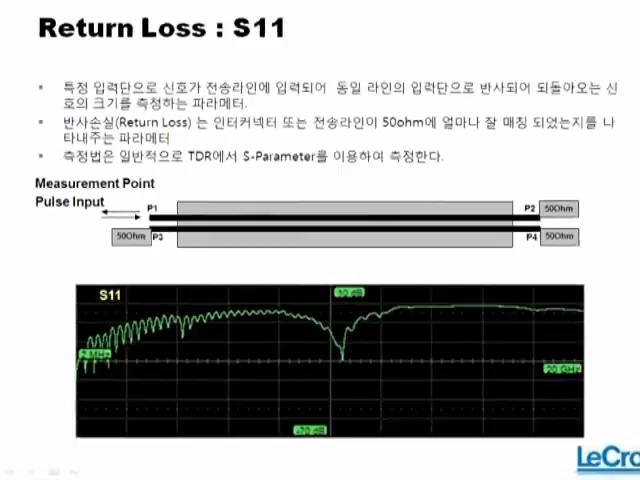 Return Loss : S11
▪ 특정 입력단으로 신호가 전송라인에 입력되어 동일 라인의 입력단으로 반사되어 되돌아오는 신
호의 크기를 측정하는 파라메터.
▪ 반사손실(Return Loss) 는 인터커넥터 또는 전송라인이 50ohm에 얼마나 잘 매칭 되었는지를 나
타내주는 파라메터
▪ 측정법은 일반적으로 TDR에서 S-Parameter를 이용하여 측정한다.
Measurement Point
Pulse Input
P1
P2
50Ohm
50Ohm
P3
P4
50Ohm
S11
10 dB
2 MHz
20 GHz
-70 dB
LeCro